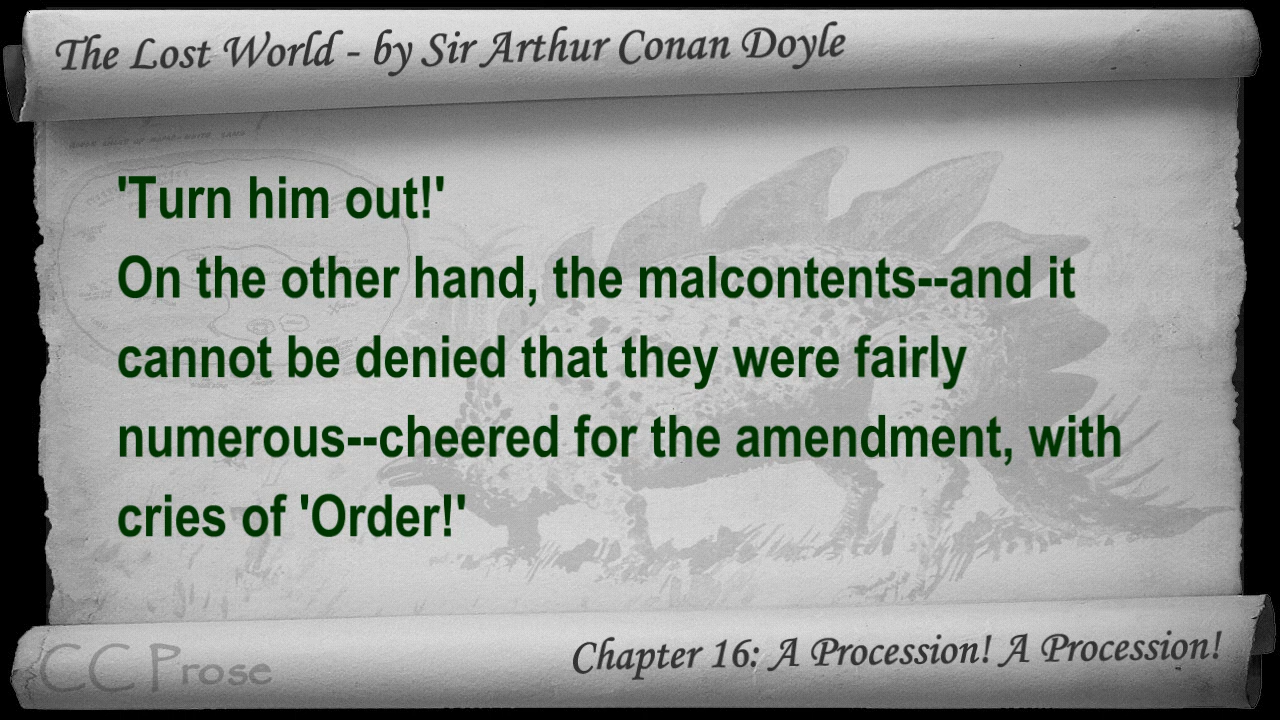 The Lost World - by Sir Arthur Conan Doyle
'Turn him out!'
On the other hand, the malcontents--and it
cannot be denied that they were fairly
numerous--cheered for the amendment, with
cries of 'Order!'
CC Prose
Chapter 16: A Procession! A Procession!